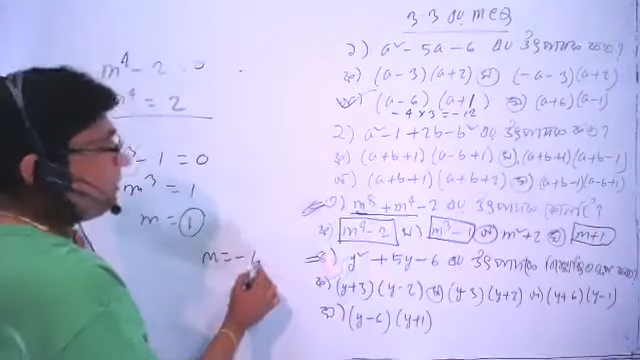 ৩.৩ এর MCQ
১) a² - 5a - 6 এর উৎপাদক কত?
ক) (a-3)(a+2) খ) (-a-3)(a+2)
গ) (a-6)(a+1) ঘ) (a+6)(a-1)
-4×3=-12
২) a² - 1 + 2b - b² এর উৎপাদক কত?
ক) (a+b+1)(a-b+1) খ) (a+b+1)(a+b-1)
গ) (a+b+1)(a+b+2) ঘ) (a+b-1)(a-b+1)
৩) m⁸ + m⁴ - 2 এর উৎপাদক কোনটি?
ক) m⁴-2 খ) m³-1 গ) m²+2 ঘ) m+1
৪) y² + 5y - 6 এর উৎপাদক
ক) (y+3)(y-2) খ) (y-3)(y+2) গ) (y+6)(y-1)
ঘ) (y-6)(y+1)
m⁴ - 2 = 0
m⁴ = 2
- 1 = 0
m³ = 1
m = 1
m = -1